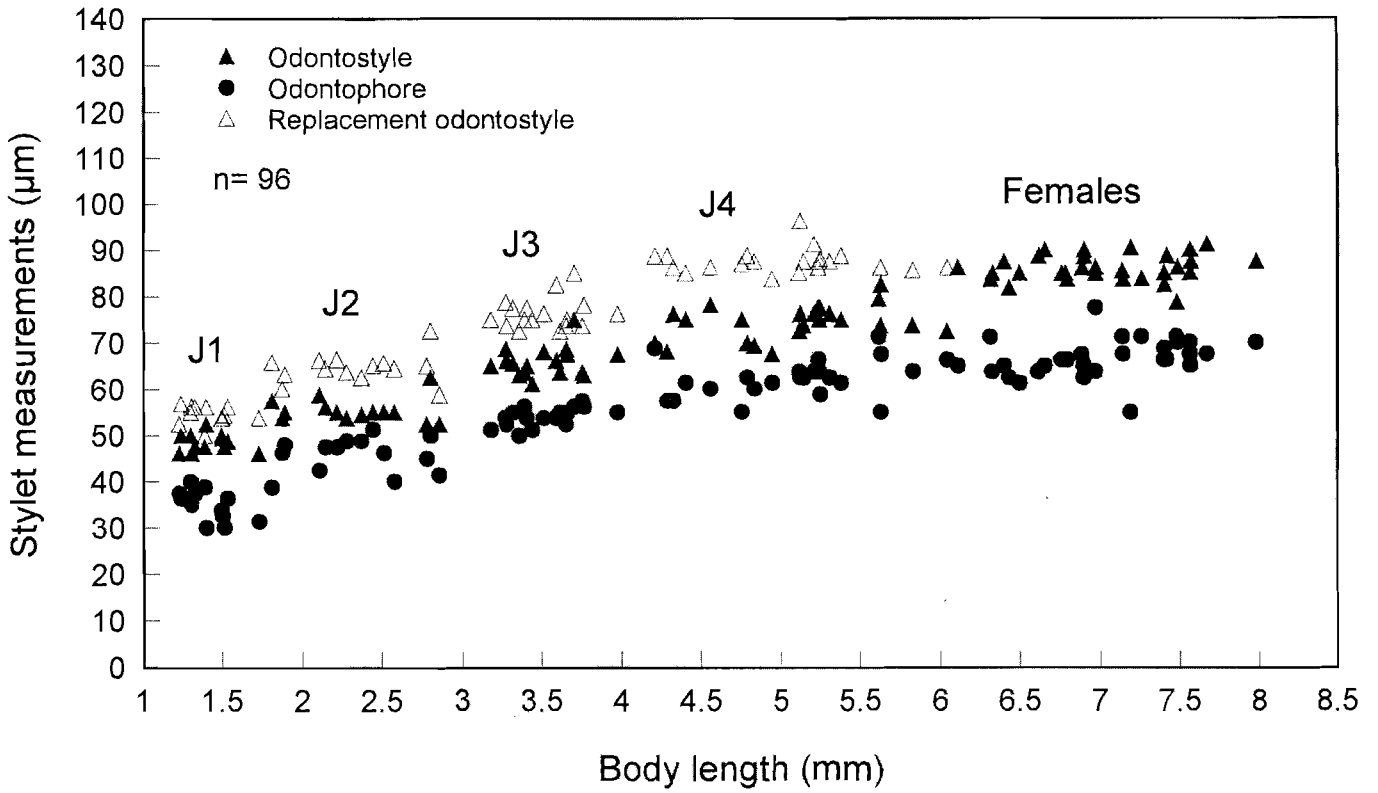 140
130
120
110
100
90
80
70
60
50
40
30
20
10
0
Stylet measurements (µm)
▲ Odontostyle
● Odontophore
△ Replacement odontostyle
n= 96
J1
J2
J3
J4
Females
1 1.5 2 2.5 3 3.5 4 4.5 5 5.5 6 6.5 7 7.5 8 8.5
Body length (mm)